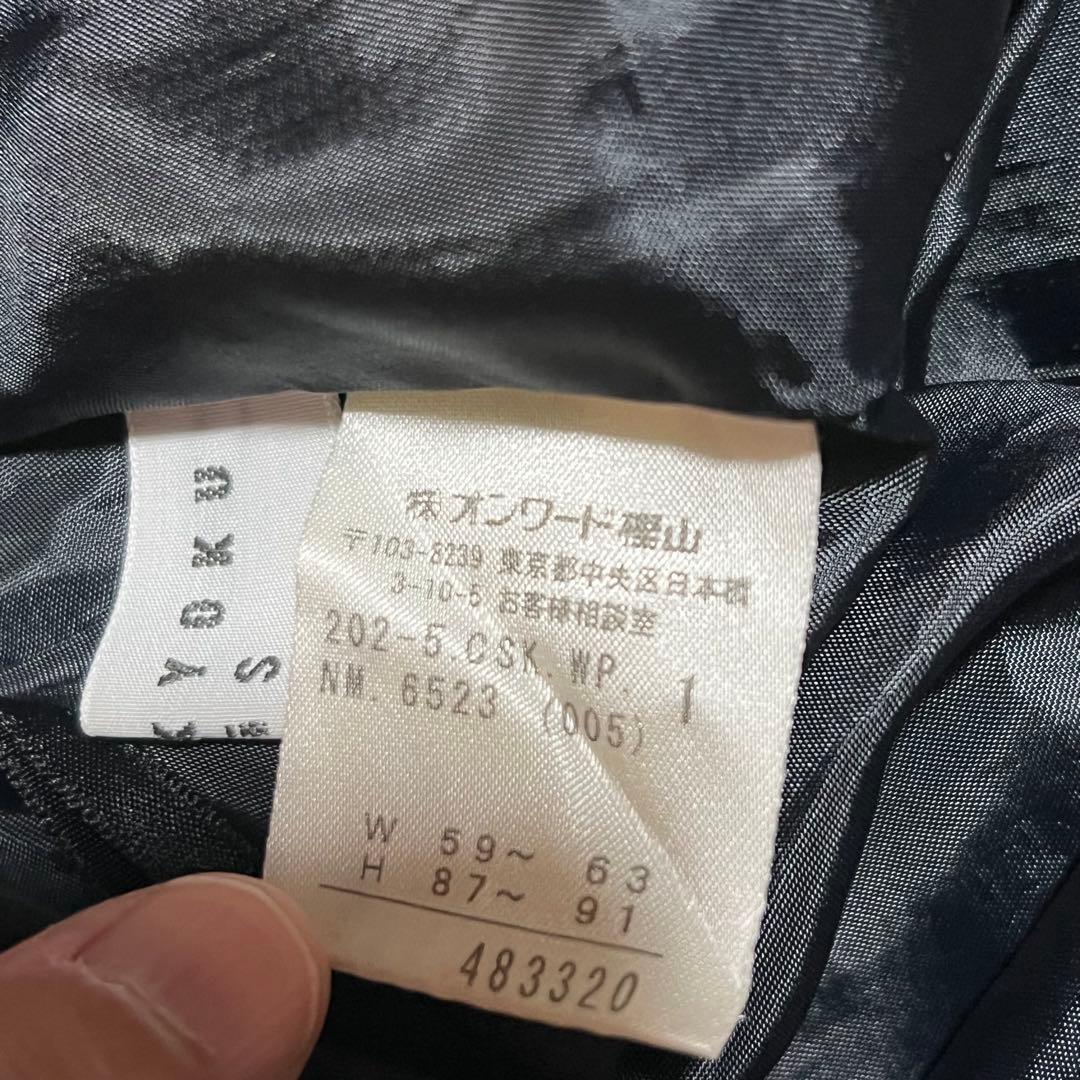 ㈱オンワード樫山
〒103-8239 東京都中央区日本橋
3-10-5 お客様相談室
202-5 CSK.WP. 1
NM. 6523 (005)
W 59~ 63
H 87~ 91
483320
KYOKU
S